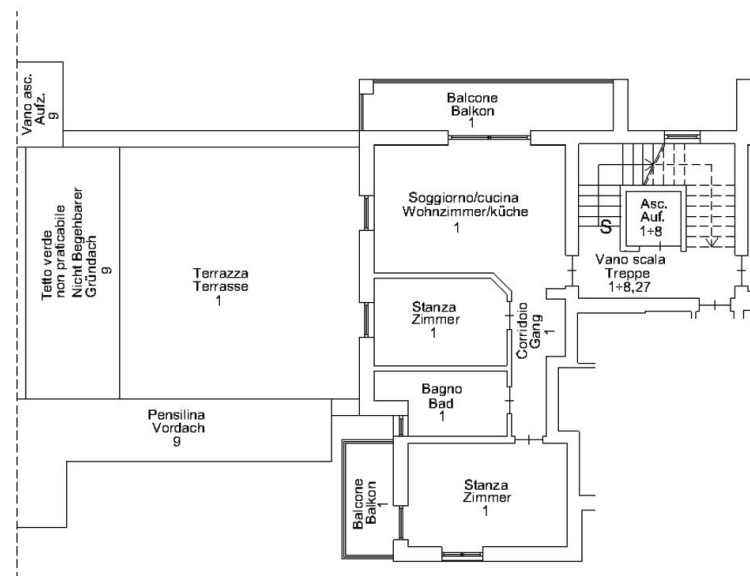 Vano asc.
Aufz.
9
Balcone
Balkon
1
Soggiorno/cucina
Wohnzimmer/küche
1
Asc.
Auf.
1÷8
S
Vano scala
Treppe
1÷8,27
Tetto verde
non praticabile
Nicht Begehbarer
Gründach
9
Terrazza
Terrasse
1
Stanza
Zimmer
1
Corridoio
Gang
1
Bagno
Bad
1
Pensilina
Vordach
9
Balcone
Balkon
1
Stanza
Zimmer
1